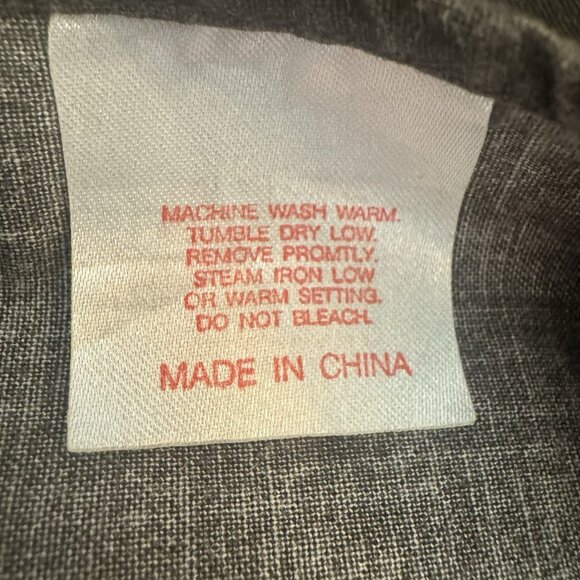 MACHINE WASH WARM.
TUMBLE DRY LOW.
REMOVE PROMTLY.
STEAM IRON LOW
OR WARM SETTING.
DO NOT BLEACH.
MADE IN CHINA